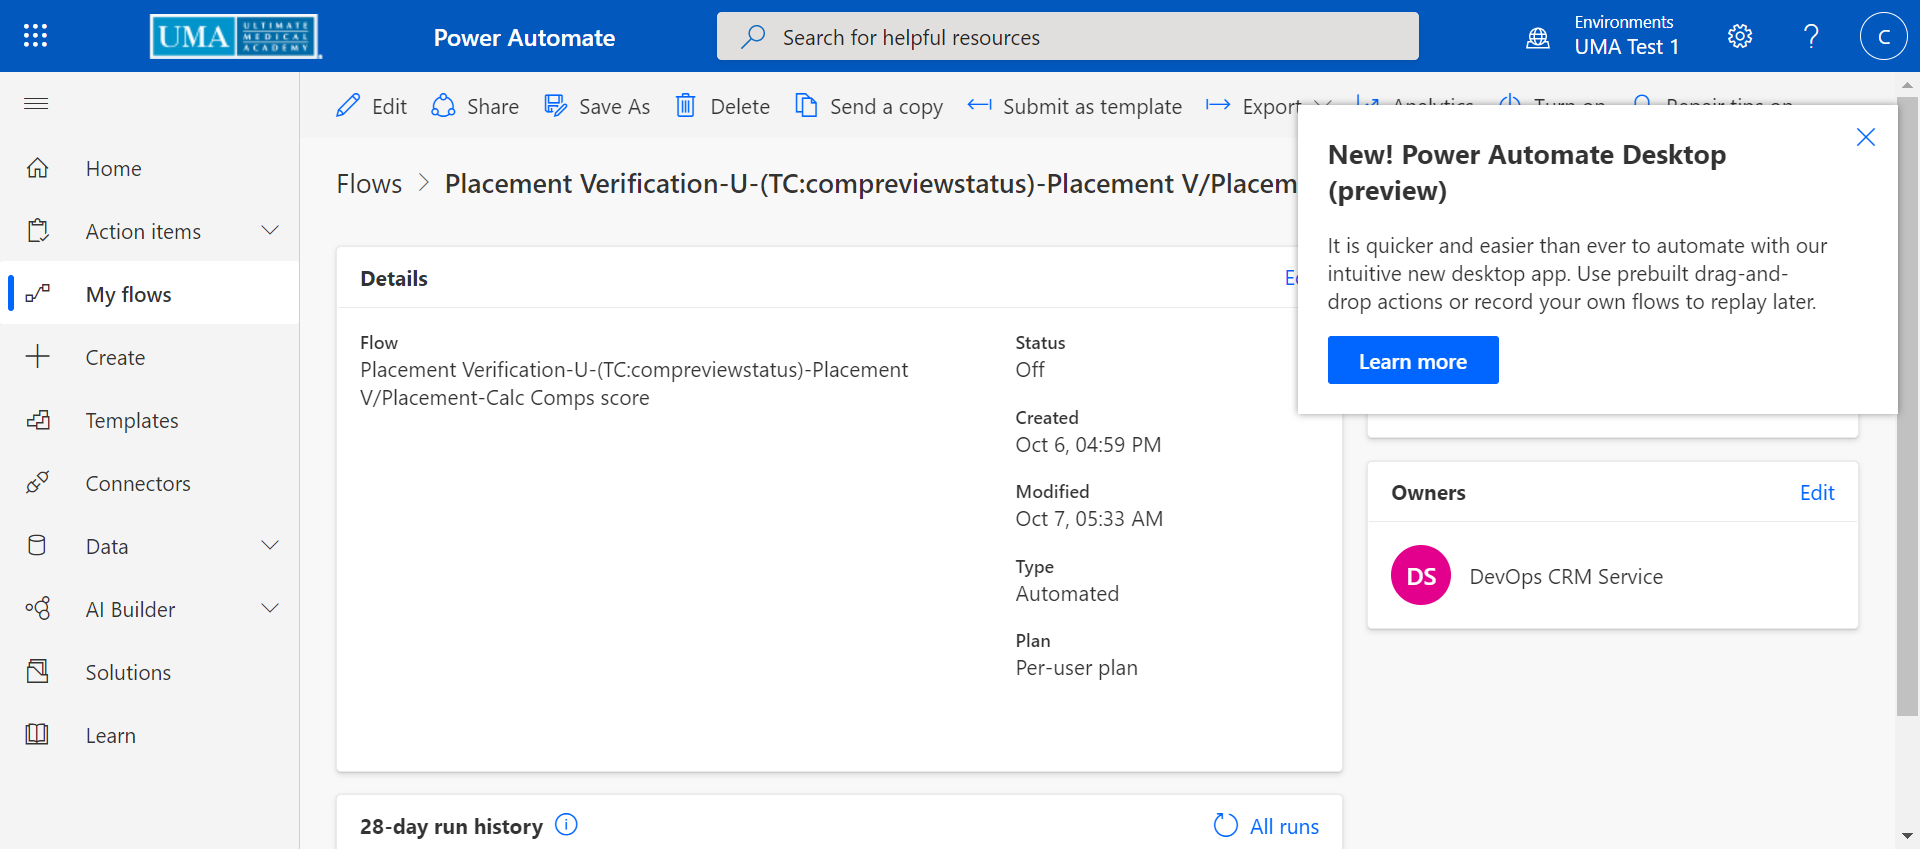 UMA ULTIMATE
MEDICAL
ACADEMY
Power Automate
Search for helpful resources
Environments
UMA Test 1
C
Edit
Share
Save As
Delete
Send a copy
Submit as template
Export
Analytics
Turn on
Repair tips on
Home
Action items
My flows
Create
Templates
Connectors
Data
AI Builder
Solutions
Learn
Flows > Placement Verification-U-(TC:compreviewstatus)-Placement V/Placem
New! Power Automate Desktop
(preview)
It is quicker and easier than ever to automate with our
intuitive new desktop app. Use prebuilt drag-and-
drop actions or record your own flows to replay later.
Learn more
Details
Flow
Placement Verification-U-(TC:compreviewstatus)-Placement
V/Placement-Calc Comps score
Status
Off
Created
Oct 6, 04:59 PM
Modified
Oct 7, 05:33 AM
Type
Automated
Plan
Per-user plan
Owners
Edit
DS
DevOps CRM Service
28-day run history
All runs